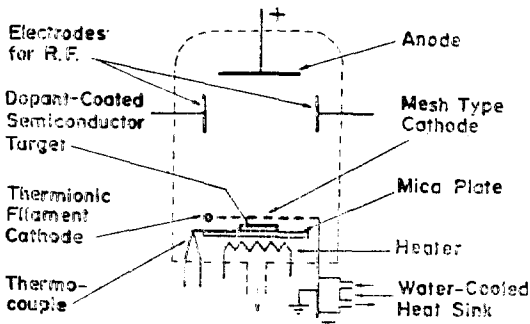 Electrodes
for R.F.
Dopant-Coated
Semiconductor
Target
Thermionic
Filament
Cathode
Thermo-
couple
+
Anode
Mesh Type
Cathode
Mica Plate
Heater
Water-Cooled
Heat Sink